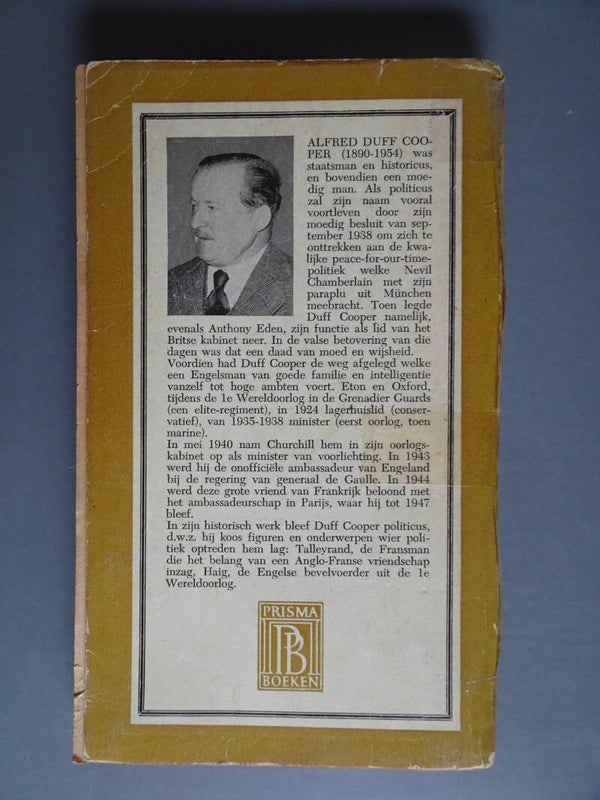 ALFRED DUFF COO-
PER (1890-1954) was
staatsman en historicus,
en bovendien een moe-
dig man. Als politicus
zal zijn naam vooral
voortleven door zijn
moedig besluit van sep-
tember 1938 om zich te
onttrekken aan de kwa-
lijke peace-for-our-time-
politiek welke Nevil
Chamberlain met zijn
paraplu uit München
meebracht. Toen legde
Duff Cooper namelijk,
evenals Anthony Eden, zijn functie als lid van het
Britse kabinet neer. In de valse betovering van die
dagen was dat een daad van moed en wijsheid.
Voordien had Duff Cooper de weg afgelegd welke
een Engelsman van goede familie en intelligentie
vanzelf tot hoge ambten voert. Eton en Oxford,
tijdens de 1e Wereldoorlog in de Grenadier Guards
(een elite-regiment), in 1924 lagerhuislid (conser-
vatief), van 1935-1938 minister (eerst oorlog, toen
marine).
In mei 1940 nam Churchill hem in zijn oorlogs-
kabinet op als minister van voorlichting. In 1943
werd hij de onofficiële ambassadeur van Engeland
bij de regering van generaal de Gaulle. In 1944
werd deze grote vriend van Frankrijk beloond met
het ambassadeurschap in Parijs, waar hij tot 1947
bleef.
In zijn historisch werk bleef Duff Cooper politicus,
d.w.z. hij koos figuren en onderwerpen wier poli-
tiek optreden hem lag: Talleyrand, de Fransman
die het belang van een Anglo-Franse vriendschap
inzag, Haig, de Engelse bevelvoerder uit de 1e
Wereldoorlog.
PRISMA
PB
BOEKEN